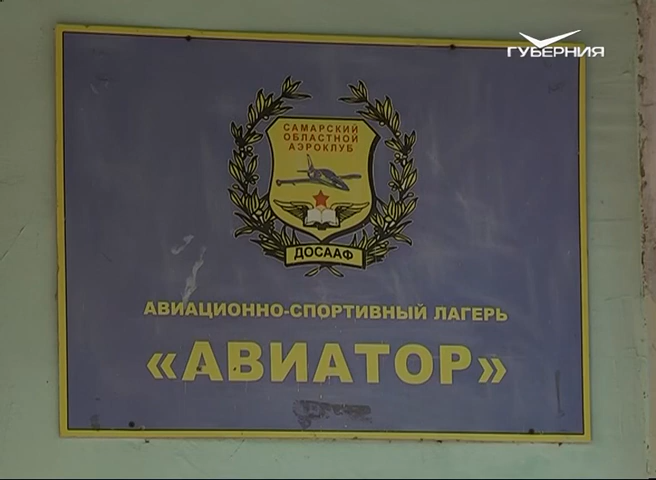 ГУБЕРНИЯ
САМАРСКИЙ
ОБЛАСТНОЙ
АЭРОКЛУБ
ДОСААФ
АВИАЦИОННО-СПОРТИВНЫЙ ЛАГЕРЬ
«АВИАТОР»